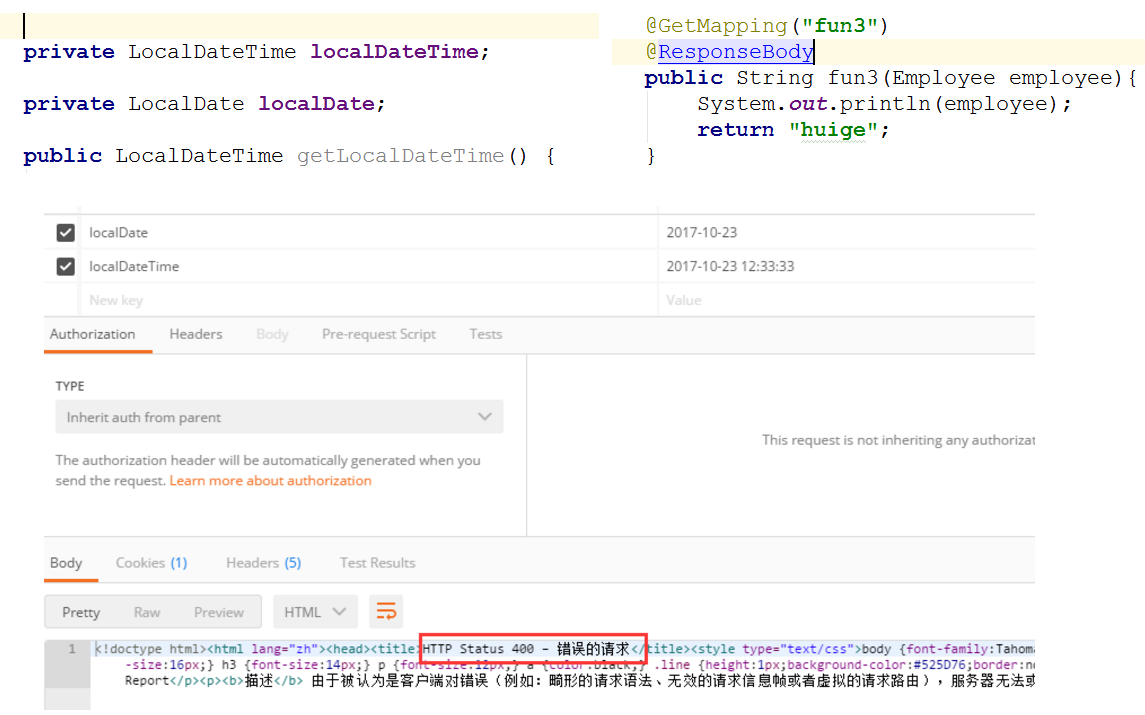 private LocalDateTime localDateTime;
private LocalDate localDate;
public LocalDateTime getLocalDateTime() {
@GetMapping("fun3")
@ResponseBody
public String fun3(Employee employee){
System.out.println(employee);
return "huige";
}
localDate 2017-10-23
localDateTime 2017-10-23 12:33:33
New key Value
Authorization Headers Body Pre-request Script Tests
TYPE
Inherit auth from parent
The authorization header will be automatically generated when you
send the request. Learn more about authorization
This request is not inheriting any authorizat
Body Cookies (1) Headers (5) Test Results
Pretty Raw Preview HTML
1 <!doctype html><html lang="zh"><head><title>HTTP Status 400 - 错误的请求</title><style type="text/css">body {font-family:Tahoma
-size:16px;} h3 {font-size:14px;} p {font-size:12px;} a {color:black;} .line {height:1px;background-color:#525D76;border:no
Report</p><p><b>描述</b> 由于被认为是客户端对错误（例如：畸形的请求语法、无效的请求信息帧或者虚拟的请求路由），服务器无法或